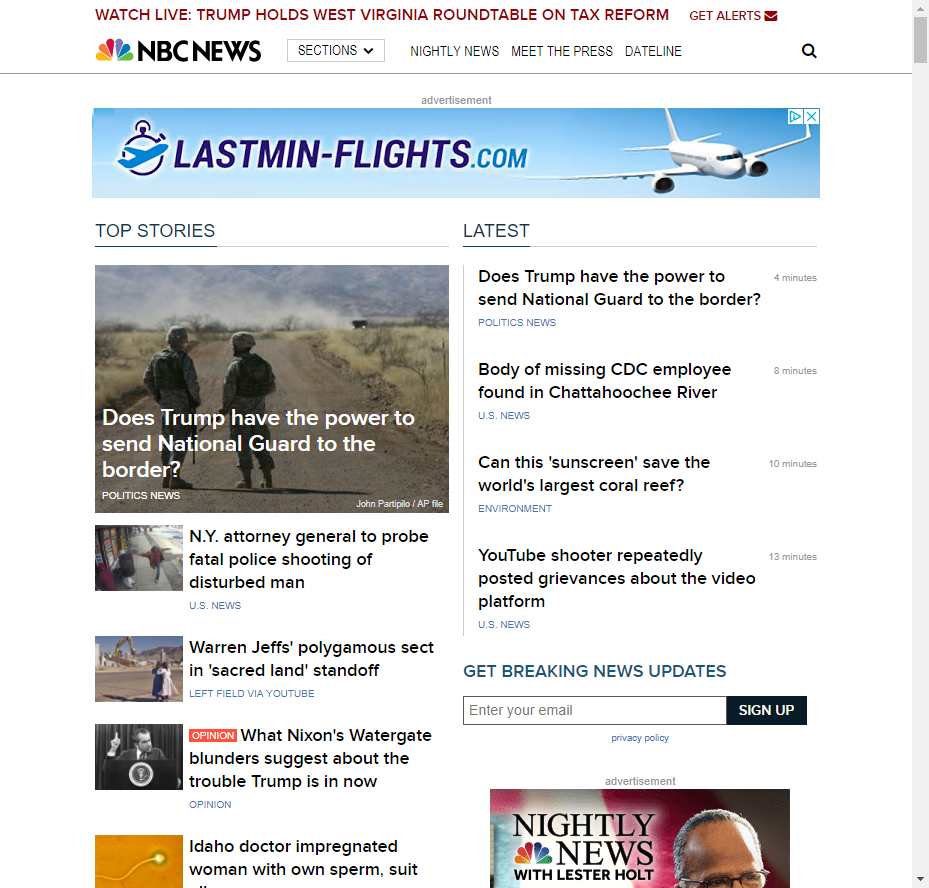 WATCH LIVE: TRUMP HOLDS WEST VIRGINIA ROUNDTABLE ON TAX REFORM GET ALERTS
NBC NEWS SECTIONS NIGHTLY NEWS MEET THE PRESS DATELINE
advertisement
LASTMIN-FLIGHTS.COM
TOP STORIES
Does Trump have the power to
send National Guard to the
border?
POLITICS NEWS
John Partipilo / AP file
N.Y. attorney general to probe
fatal police shooting of
disturbed man
U.S. NEWS
Warren Jeffs' polygamous sect
in 'sacred land' standoff
LEFT FIELD VIA YOUTUBE
OPINION What Nixon's Watergate
blunders suggest about the
trouble Trump is in now
OPINION
Idaho doctor impregnated
woman with own sperm, suit
LATEST
Does Trump have the power to 4 minutes
send National Guard to the border?
POLITICS NEWS
Body of missing CDC employee 8 minutes
found in Chattahoochee River
U.S. NEWS
Can this 'sunscreen' save the 10 minutes
world's largest coral reef?
ENVIRONMENT
YouTube shooter repeatedly 13 minutes
posted grievances about the video
platform
U.S. NEWS
GET BREAKING NEWS UPDATES
Enter your email SIGN UP
privacy policy
advertisement
NIGHTLY
NEWS
WITH LESTER HOLT